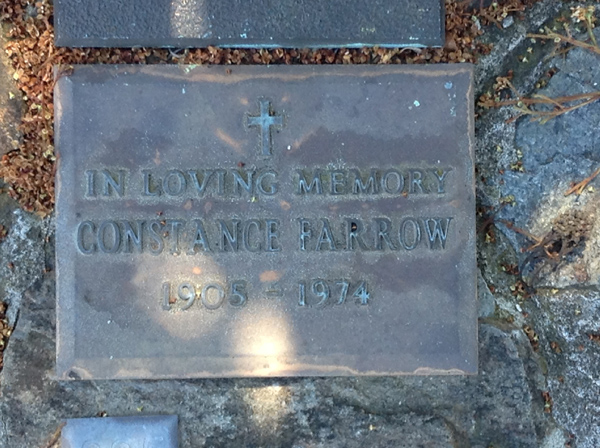 IN LOVING MEMORY
CONSTANCE FARROW
1905 - 1974